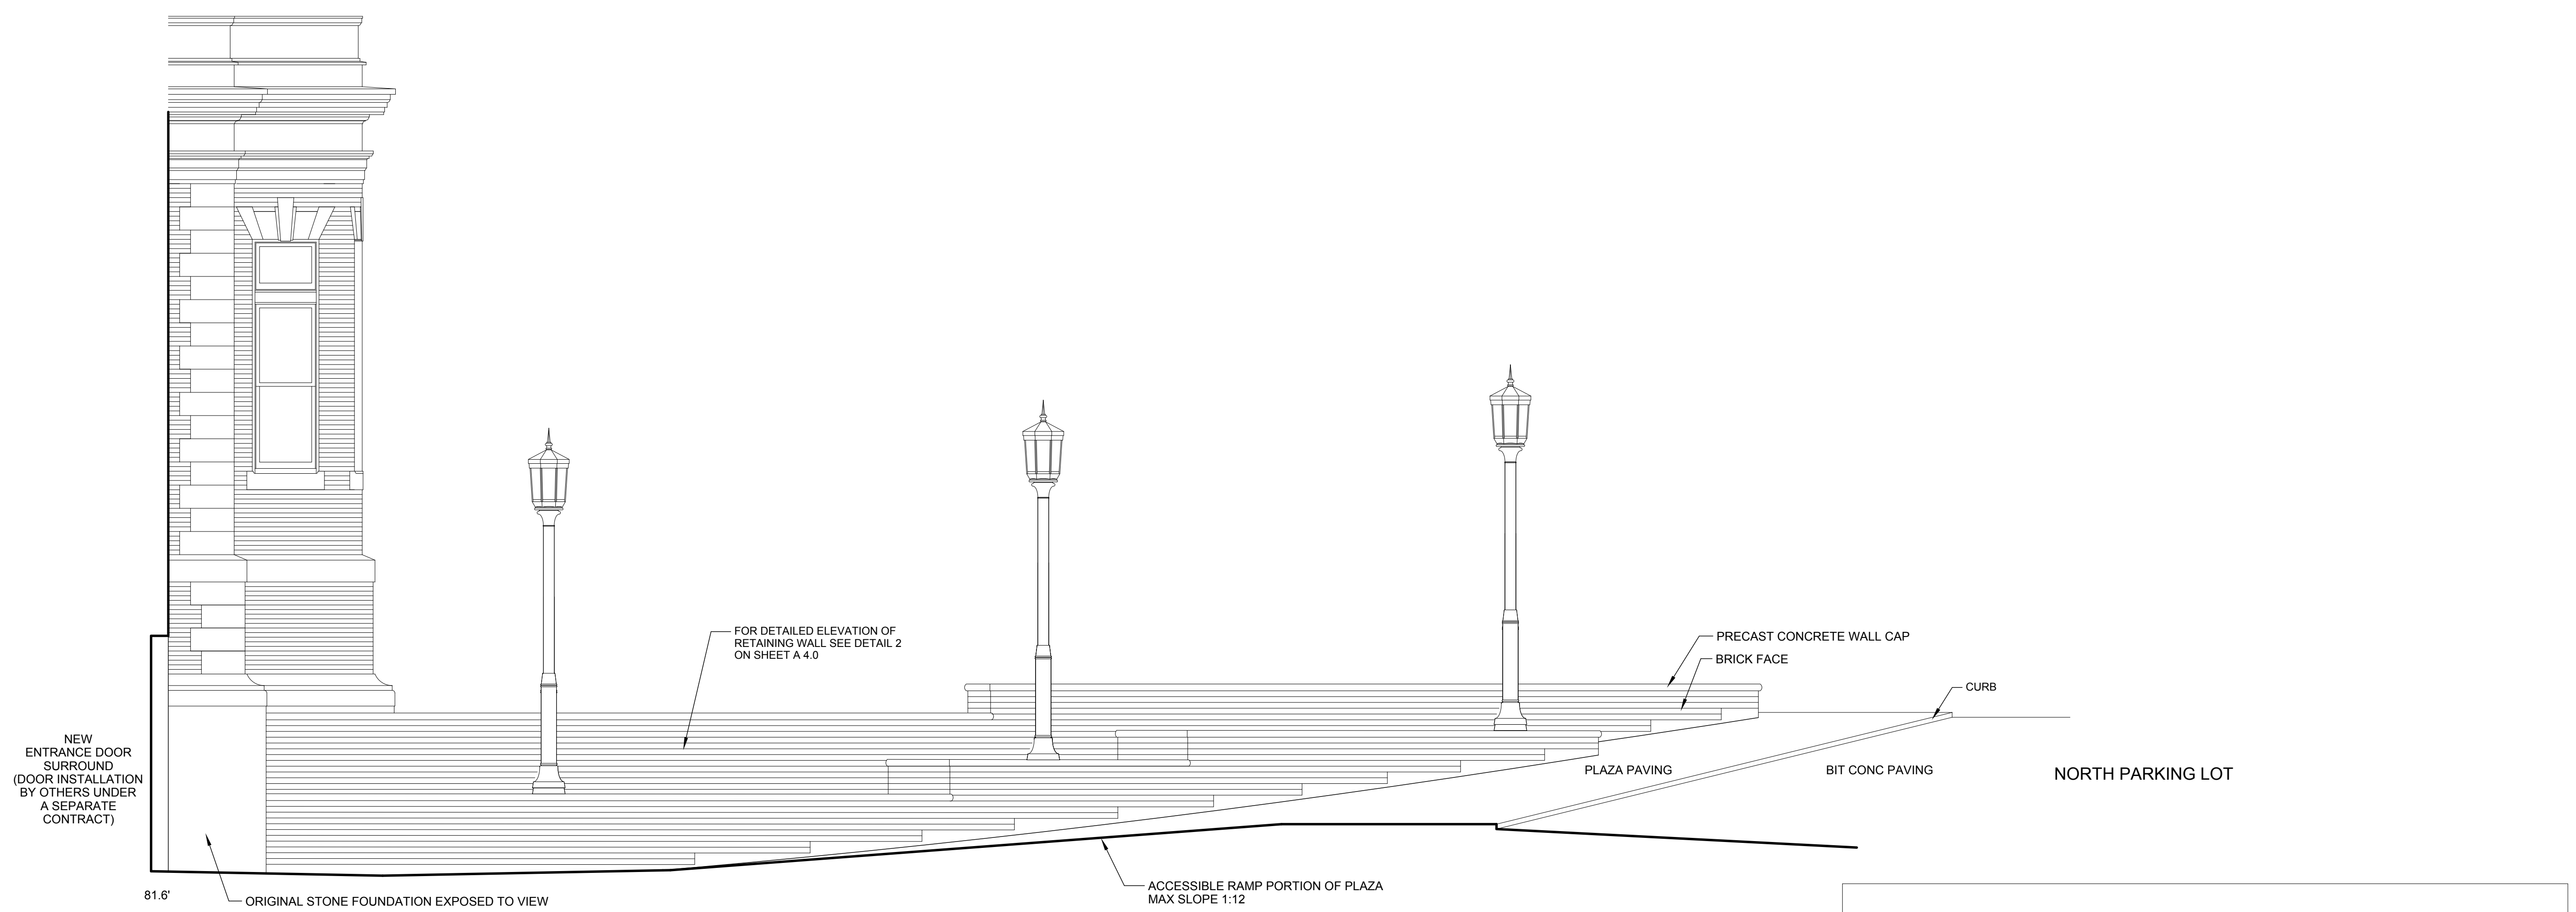 FOR DETAILED ELEVATION OF
RETAINING WALL SEE DETAIL 2
ON SHEET A 4.0
PRECAST CONCRETE WALL CAP
BRICK FACE
CURB
NEW
ENTRANCE DOOR
SURROUND
(DOOR INSTALLATION
BY OTHERS UNDER
A SEPARATE
CONTRACT)
PLAZA PAVING
BIT CONC PAVING
NORTH PARKING LOT
81.6'
ORIGINAL STONE FOUNDATION EXPOSED TO VIEW
ACCESSIBLE RAMP PORTION OF PLAZA
MAX SLOPE 1:12